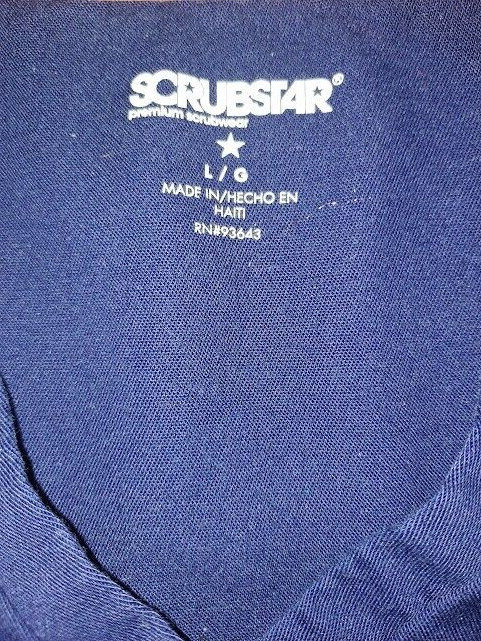 SCRUBSTAR®
premium scrubwear
L / G
MADE IN/HECHO EN
HAITI
RN#93643